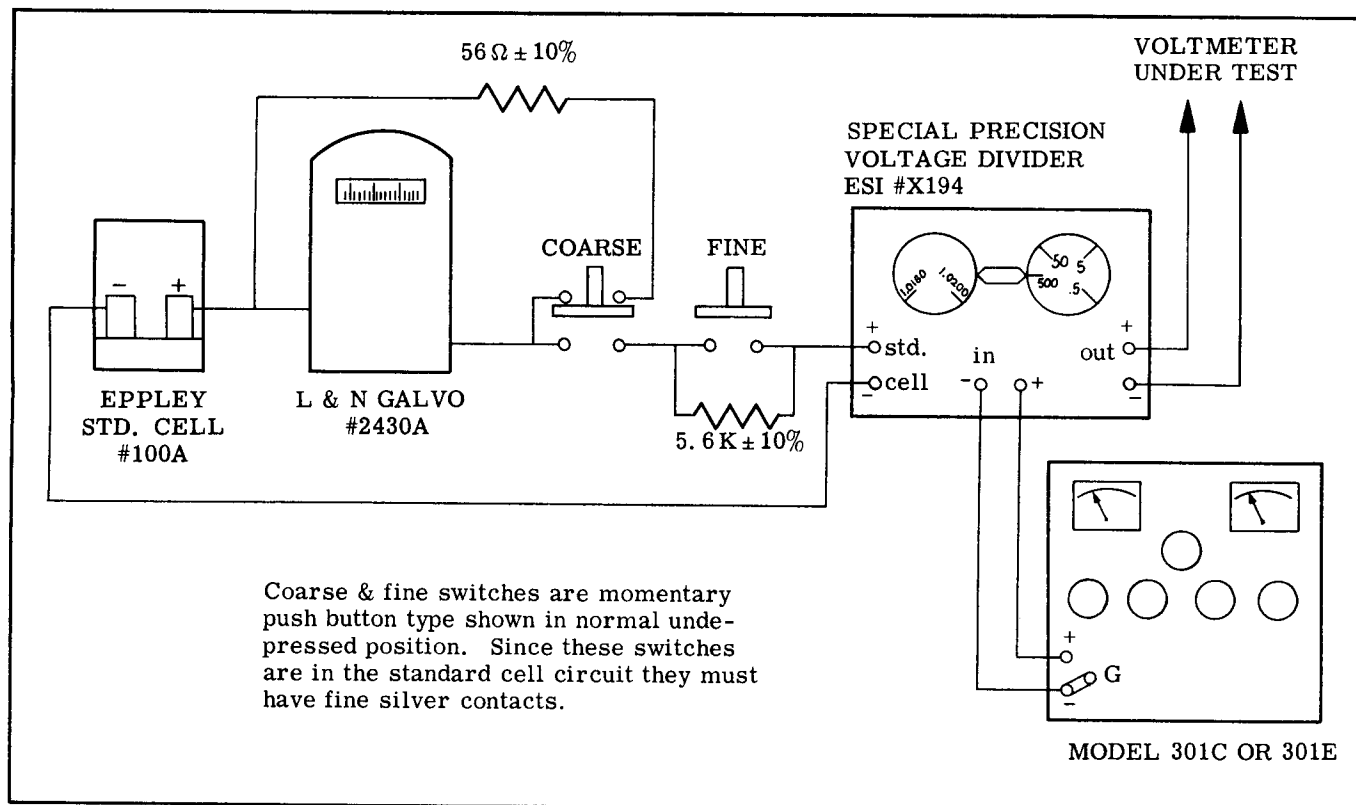 56 Ω ± 10%
VOLTMETER
UNDER TEST
SPECIAL PRECISION
VOLTAGE DIVIDER
ESI #X194
COARSE
FINE
- +
EPPLEY
STD. CELL
#100A
L & N GALVO
#2430A
1.0180 1.0200
50 5
500 .5
+
std.
cell
-
in
- +
out
+
-
5.6K ± 10%
Coarse & fine switches are momentary
push button type shown in normal unde-
pressed position. Since these switches
are in the standard cell circuit they must
have fine silver contacts.
+
G
-
MODEL 301C OR 301E